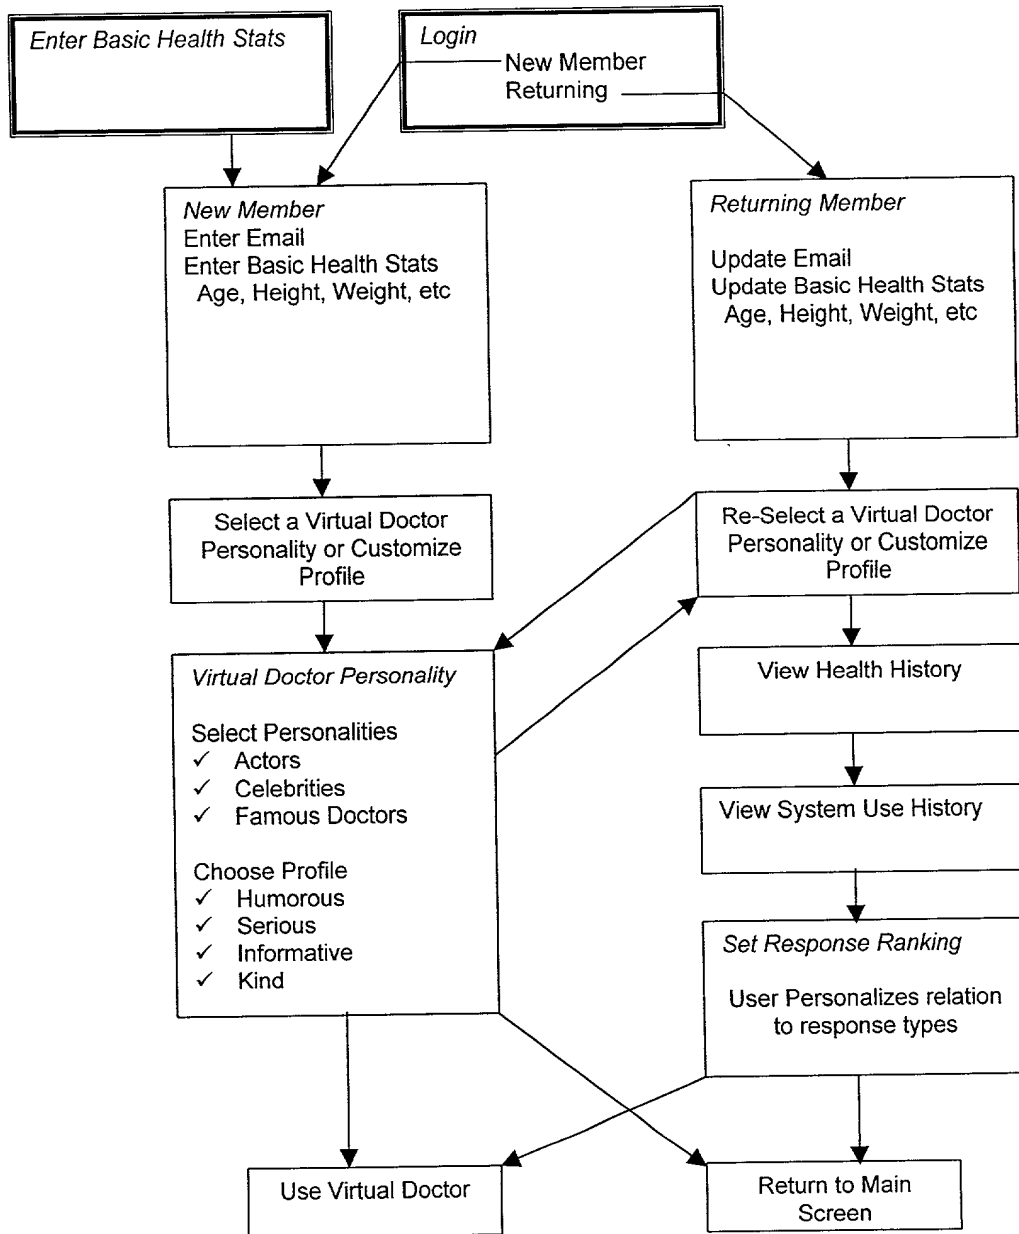 Enter Basic Health Stats
Login
New Member
Returning
New Member
Enter Email
Enter Basic Health Stats
Age, Height, Weight, etc
Returning Member
Update Email
Update Basic Health Stats
Age, Height, Weight, etc
Select a Virtual Doctor
Personality or Customize
Profile
Re-Select a Virtual Doctor
Personality or Customize
Profile
Virtual Doctor Personality
Select Personalities
✓ Actors
✓ Celebrities
✓ Famous Doctors
Choose Profile
✓ Humorous
✓ Serious
✓ Informative
✓ Kind
View Health History
View System Use History
Set Response Ranking
User Personalizes relation
to response types
Use Virtual Doctor
Return to Main
Screen